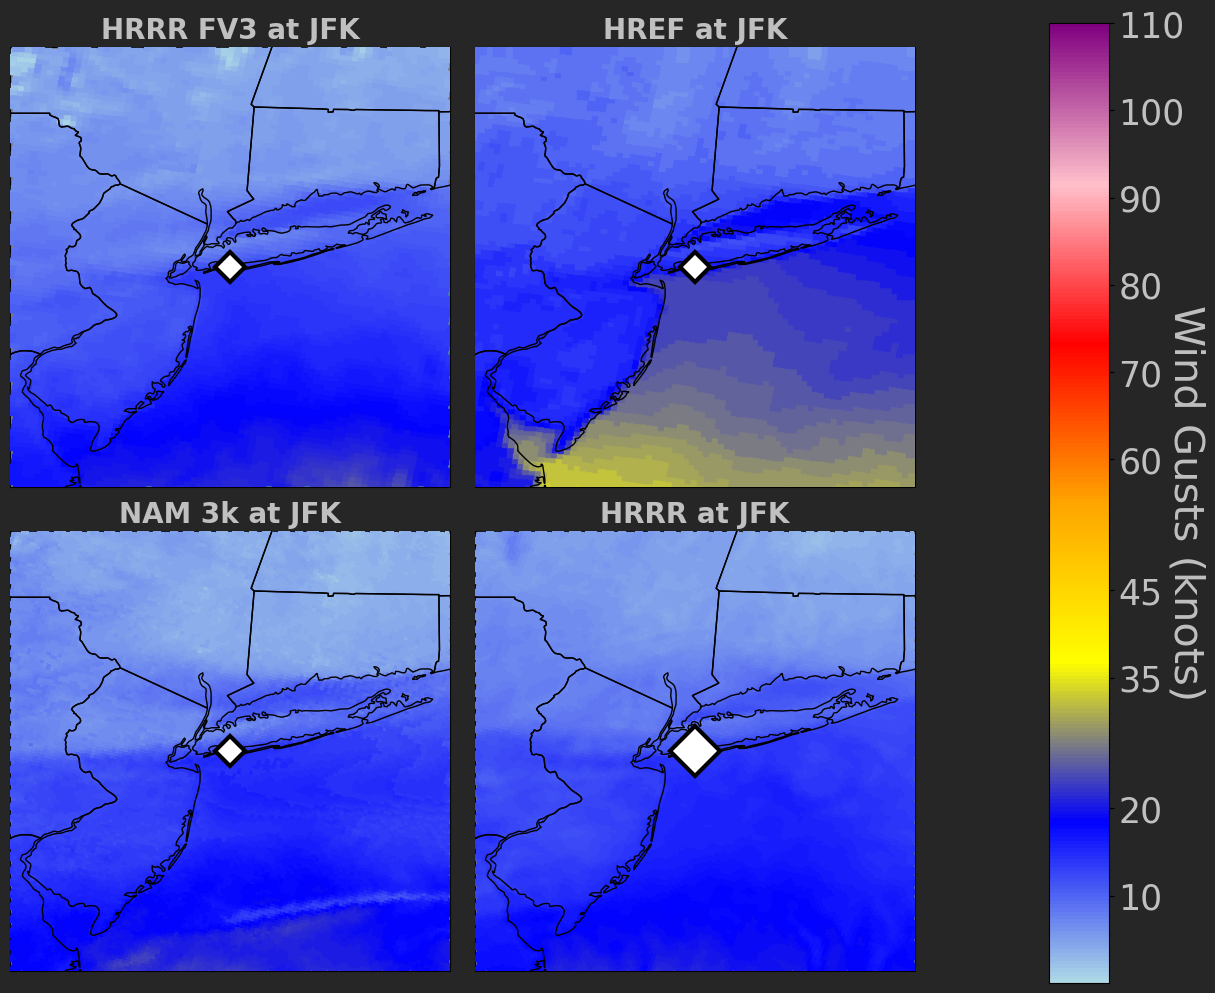 HRRR FV3 at JFK
HREF at JFK
NAM 3k at JFK
HRRR at JFK
110
100
90
80
70
60
45
35
20
10
Wind Gusts (knots)